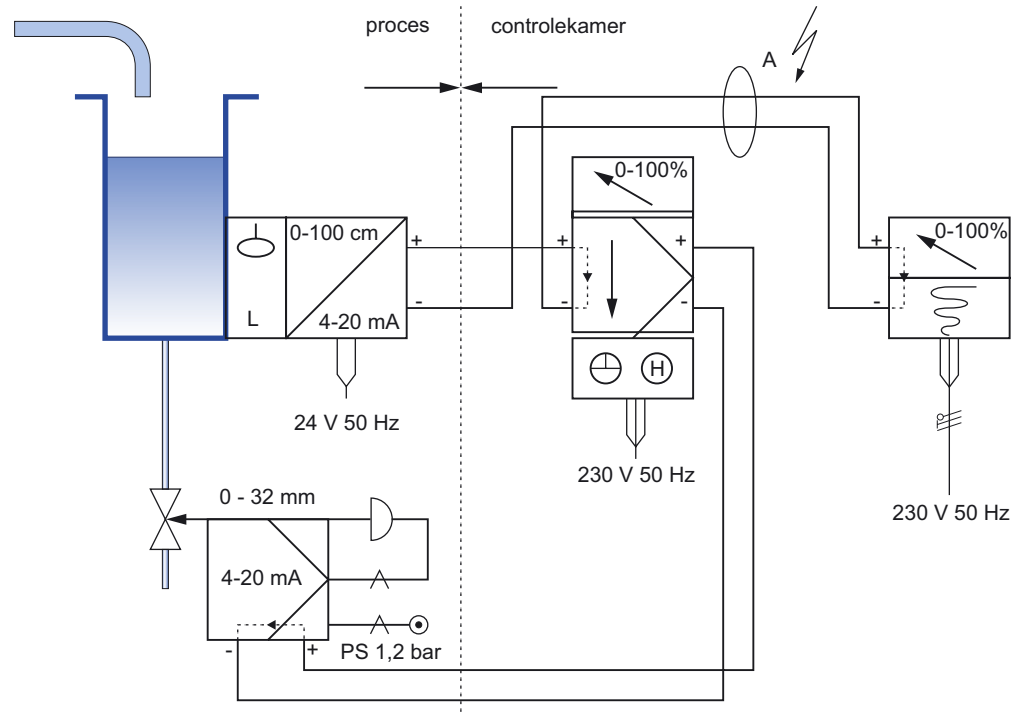 proces
controlekamer
A
0-100%
0-100 cm
+
+
+
+
0-100%
L
4-20 mA
-
-
-
-
24 V 50 Hz
H
230 V 50 Hz
230 V 50 Hz
0 - 32 mm
4-20 mA
-
+
PS 1,2 bar